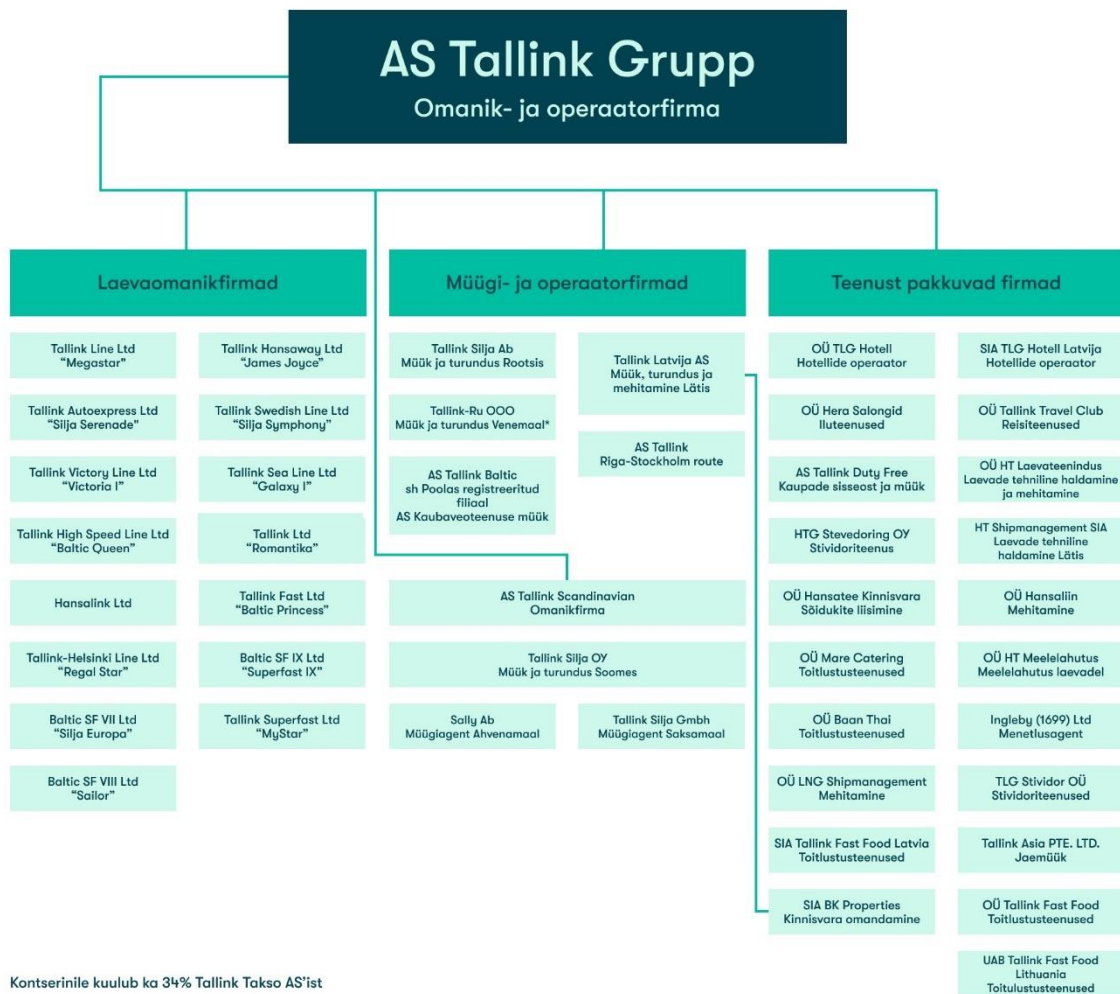 AS Tallink Grupp
Omanik- ja operaatorfirma
Laevaomanikfirmad
Tallink Line Ltd
“Megastar"
Tallink Hansaway Ltd
“James Joyce”
Tallink Autoexpress Ltd
“Silja Serenade”
Tallink Swedish Line Ltd
“Silja Symphony”
Tallink Victory Line Ltd
“Victoria I”
Tallink Sea Line Ltd
“Galaxy I”
Tallink High Speed Line Ltd
“Baltic Queen”
Tallink Ltd
“Romantika”
Hansalink Ltd
Tallink Fast Ltd
“Baltic Princess”
Tallink-Helsinki Line Ltd
“Regal Star”
Baltic SF IX Ltd
“Superfast IX”
Baltic SF VII Ltd
“Silja Europa”
Tallink Superfast Ltd
“MyStar”
Baltic SF VIII Ltd
“Sailor”
Müügi- ja operaatorfirmad
Tallink Silja Ab
Müük ja turundus Rootsis
Tallink Latvija AS
Müük, turundus ja
mehitamine Lätis
Tallink-Ru OOO
Müük ja turundus Venemaal*
AS Tallink
Riga-Stockholm route
AS Tallink Baltic
sh Poolas registreeritud
filiaal
AS Kaubaveoteenuse müük
AS Tallink Scandinavian
Omanikfirma
Tallink Silja OY
Müük ja turundus Soomes
Sally Ab
Müügiagent Ahvenamaal
Tallink Silja Gmbh
Müügiagent Saksamaal
Teenust pakkuvad firmad
OÜ TLG Hotell
Hotellide operaator
SIA TLG Hotell Latvija
Hotellide operaator
OÜ Hera Salongid
Iluteenused
OÜ Tallink Travel Club
Reisiteenused
AS Tallink Duty Free
Kaupade sisseost ja müük
OÜ HT Laevateenindus
Laevade tehniline haldamine
ja mehitamine
HTG Stevedoring OY
Stividoriteenus
HT Shipmanagement SIA
Laevade tehniline
haldamine Lätis
OÜ Hansatee Kinnisvara
Sõidukite liisimine
OÜ Hansaliin
Mehitamine
OÜ Mare Catering
Toitlustusteenused
OÜ HT Meelelahutus
Meelelahutus laevadel
OÜ Baan Thai
Toitlustusteenused
Ingleby (1699) Ltd
Menetlusagent
OÜ LNG Shipmanagement
Mehitamine
TLG Stividor OÜ
Stividoriteenused
SIA Tallink Fast Food Latvia
Toitlustusteenused
Tallink Asia PTE. LTD.
Jaemüük
SIA BK Properties
Kinnisvara omandamine
OÜ Tallink Fast Food
Toitlustusteenused
UAB Tallink Fast Food
Lithuania
Toitulustusteenused
Kontserinile kuulub ka 34% Tallink Takso AS’ist